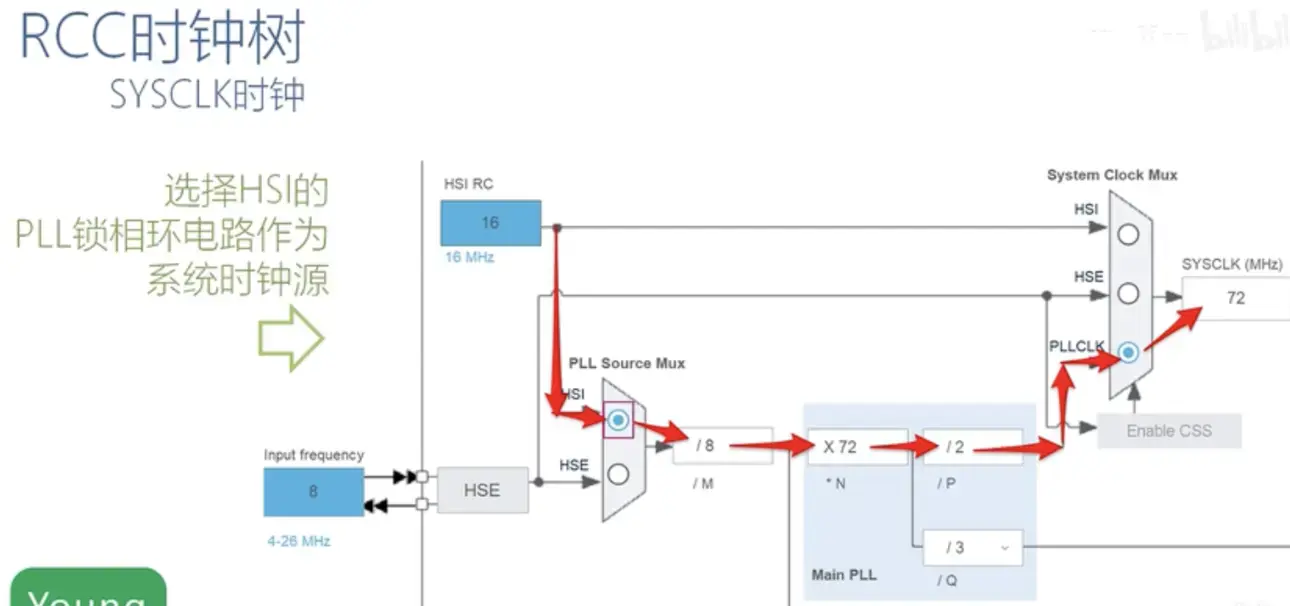 RCC时钟树
SYSCLK时钟
选择HSI的
PLL锁相环电路作为
系统时钟源
HSI RC
16
16 MHz
System Clock Mux
HSI
HSE
PLLCLK
SYSCLK (MHz)
72
PLL Source Mux
HSI
HSE
/ 8
/ M
X 72
* N
/ 2
/ P
/ 3
/ Q
Main PLL
Enable CSS
Input frequency
8
4-26 MHz
HSE
Young
bilibili